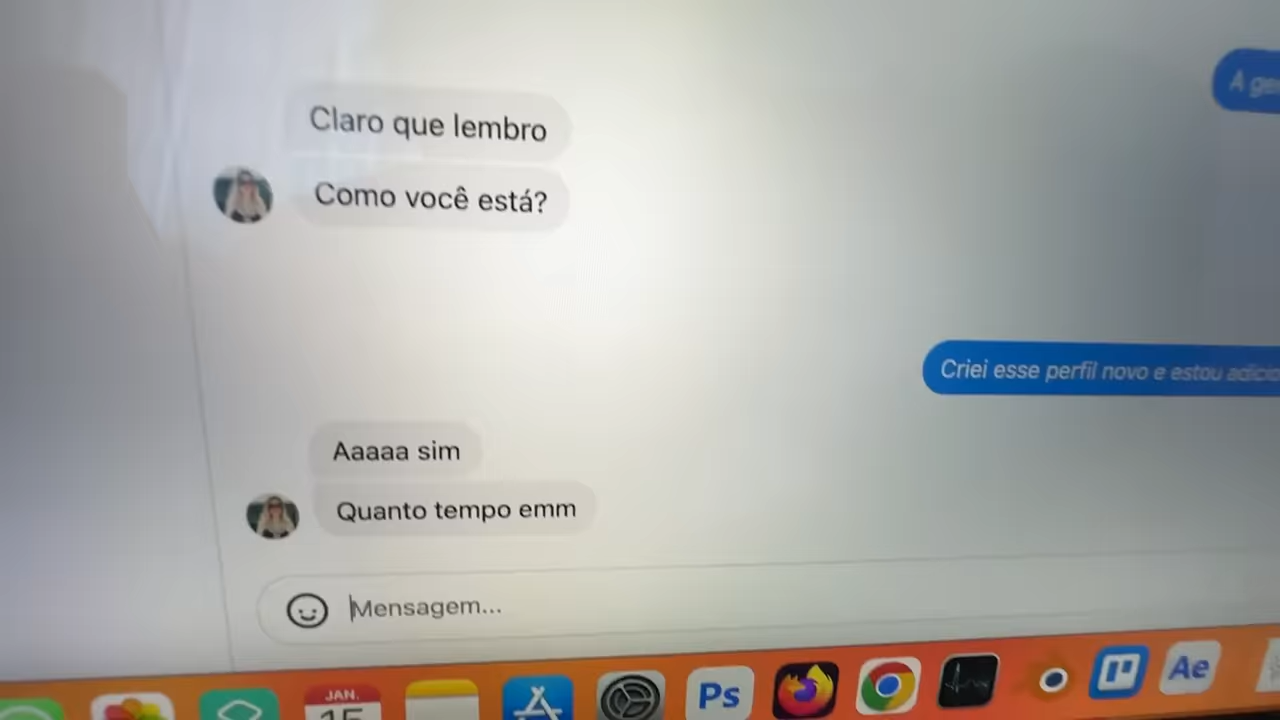 A
Claro que lembro
Como você está?
Criei esse perfil novo e estou
Aaaaa sim
Quanto tempo emm
Mensagem...
JAN.
15
Ps
Ae